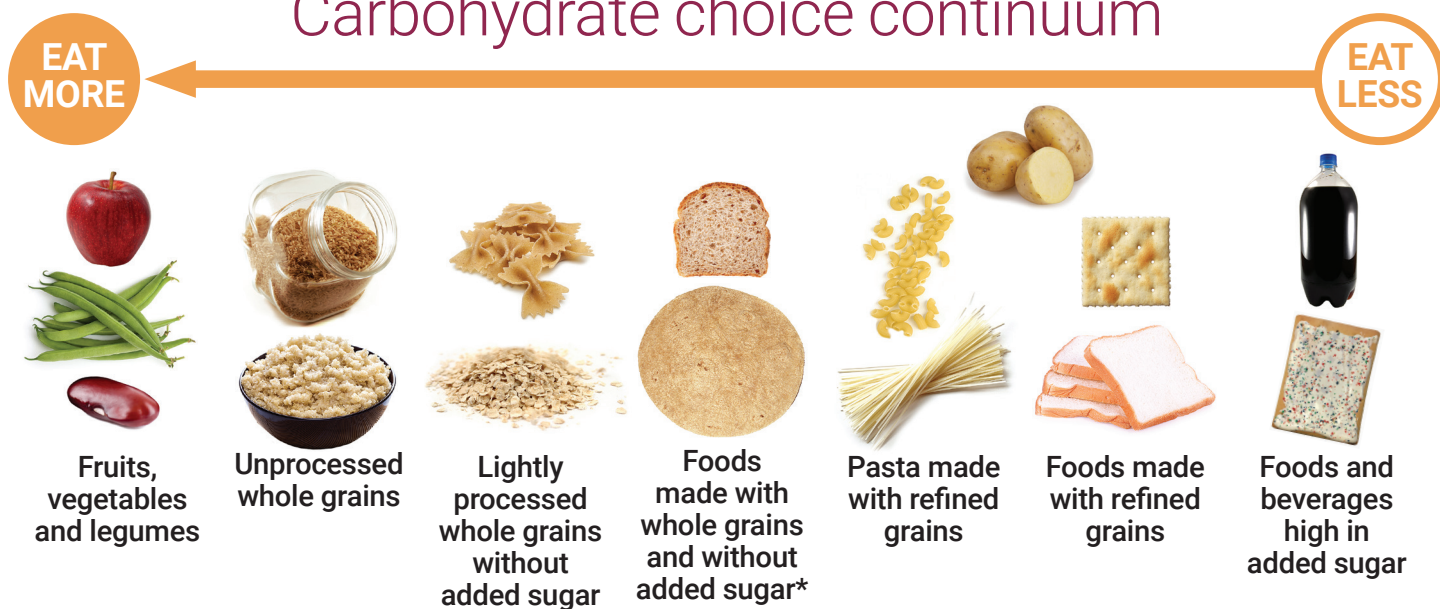 Carbohydrate choice continuum
EAT
MORE
EAT
LESS
Fruits,
vegetables
and legumes
Unprocessed
whole grains
Lightly
processed
whole grains
without
added sugar
Foods
made with
whole grains
and without
added sugar*
Pasta made
with refined
grains
Foods made
with refined
grains
Foods and
beverages
high in
added sugar